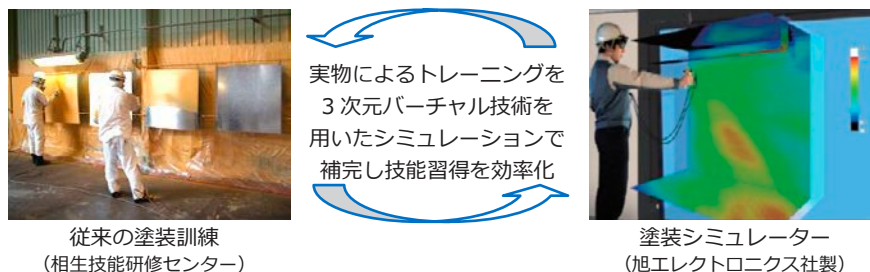 実物によるトレーニングを
3次元バーチャル技術を
用いたシミュレーションで
補完し技能習得を効率化
従来の塗装訓練
（相生技能研修センター）
塗装シミュレーター
（旭エレクトロニクス社製）